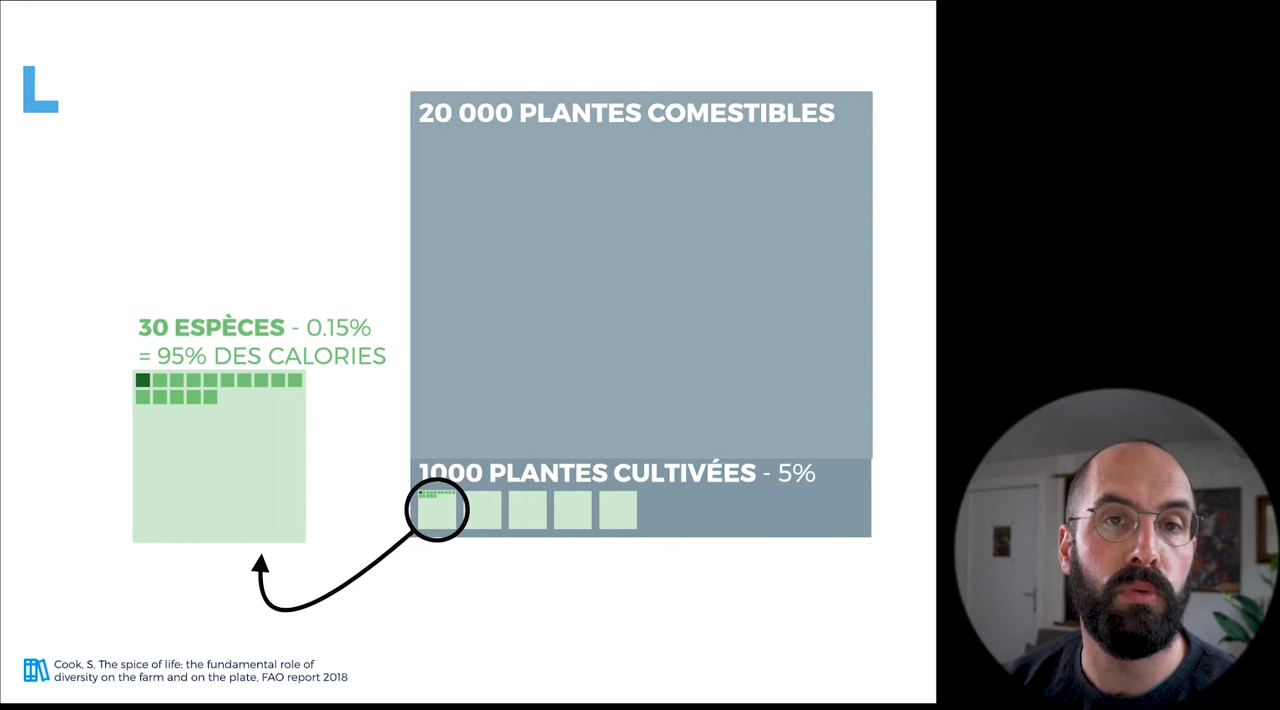 L
20 000 PLANTES COMESTIBLES
30 ESPÈCES - 0.15%
= 95% DES CALORIES
1000 PLANTES CULTIVÉES - 5%
Cook, S, The spice of life: the fundamental role of
diversity on the farm and on the plate, FAO report 2018